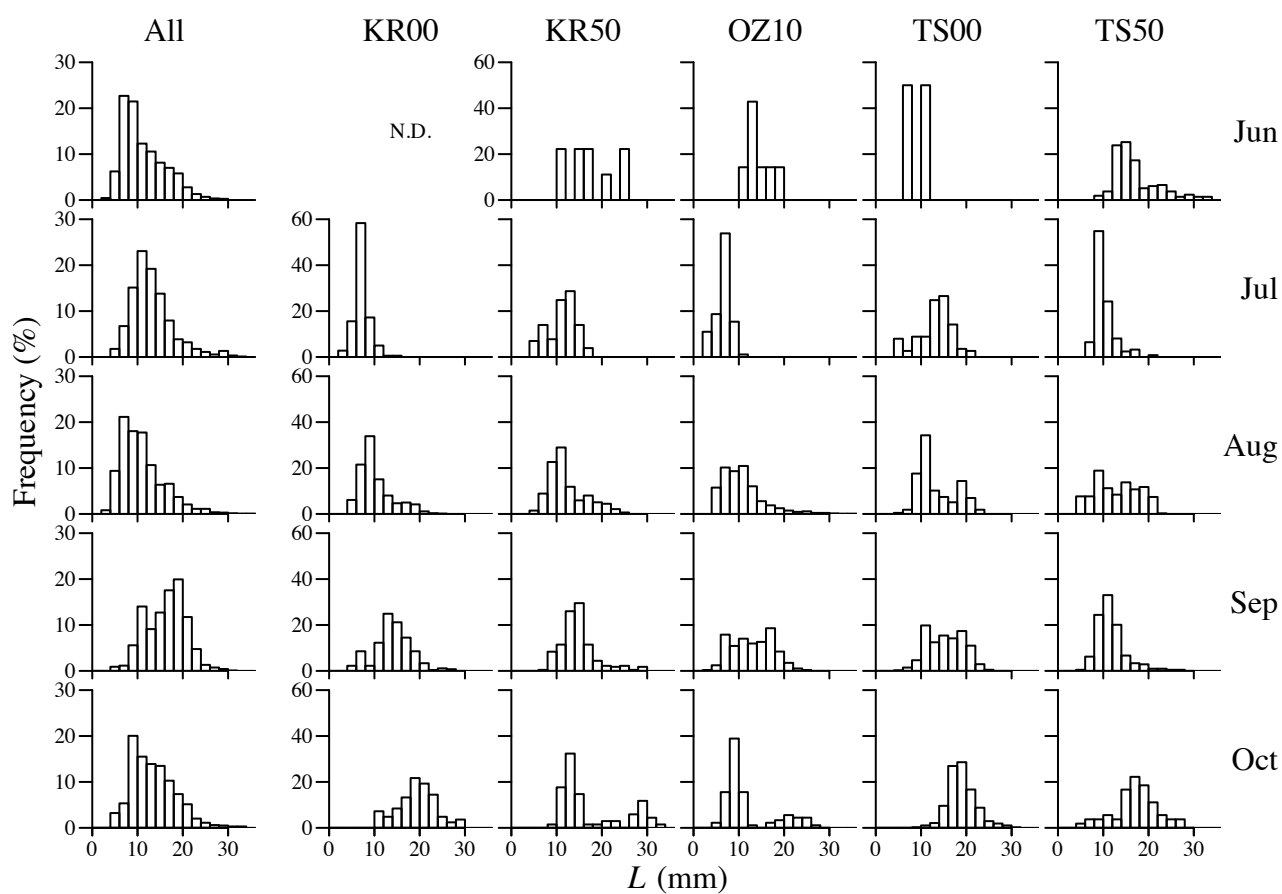 All KR00 KR50 OZ10 TS00 TS50
30 20 10 0 N.D. 60 40 20 0 Jun
30 20 10 0 60 40 20 0 Jul
30 20 10 0 60 40 20 0 Aug
30 20 10 0 60 40 20 0 Sep
30 20 10 0 60 40 20 0 Oct
0 10 20 30 0 10 20 30 0 10 20 30 0 10 20 30 0 10 20 30 0 10 20 30
Frequency (%)
L (mm)